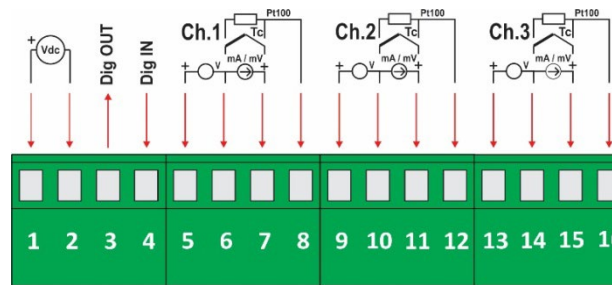 Pt100 Pt100 Pt100
Ch.1 Tc Ch.2 Tc Ch.3 Tc
+ Vdc Dig OUT Dig IN mA / mV mA / mV mA / mV
+ V + + V + + V +
1 2 3 4 5 6 7 8 9 10 11 12 13 14 15 16